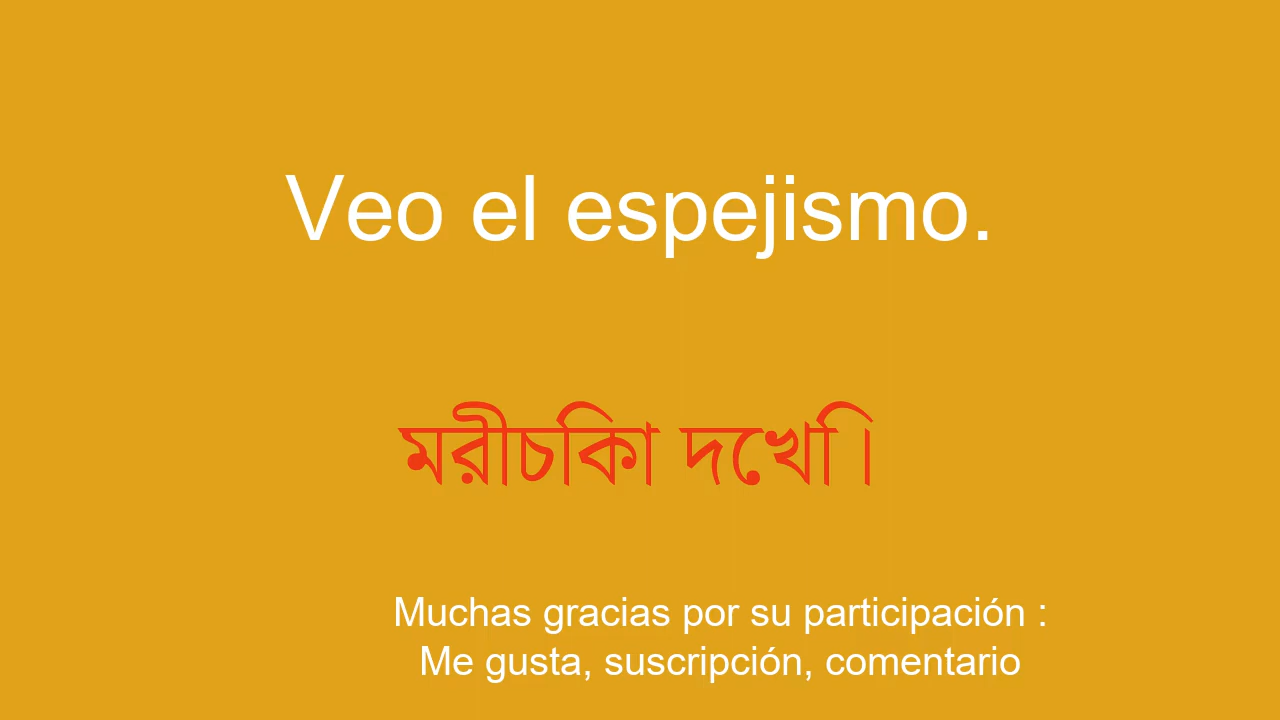 Veo el espejismo.
মরীচিকা দেখি।
Muchas gracias por su participación :
Me gusta, suscripción, comentario